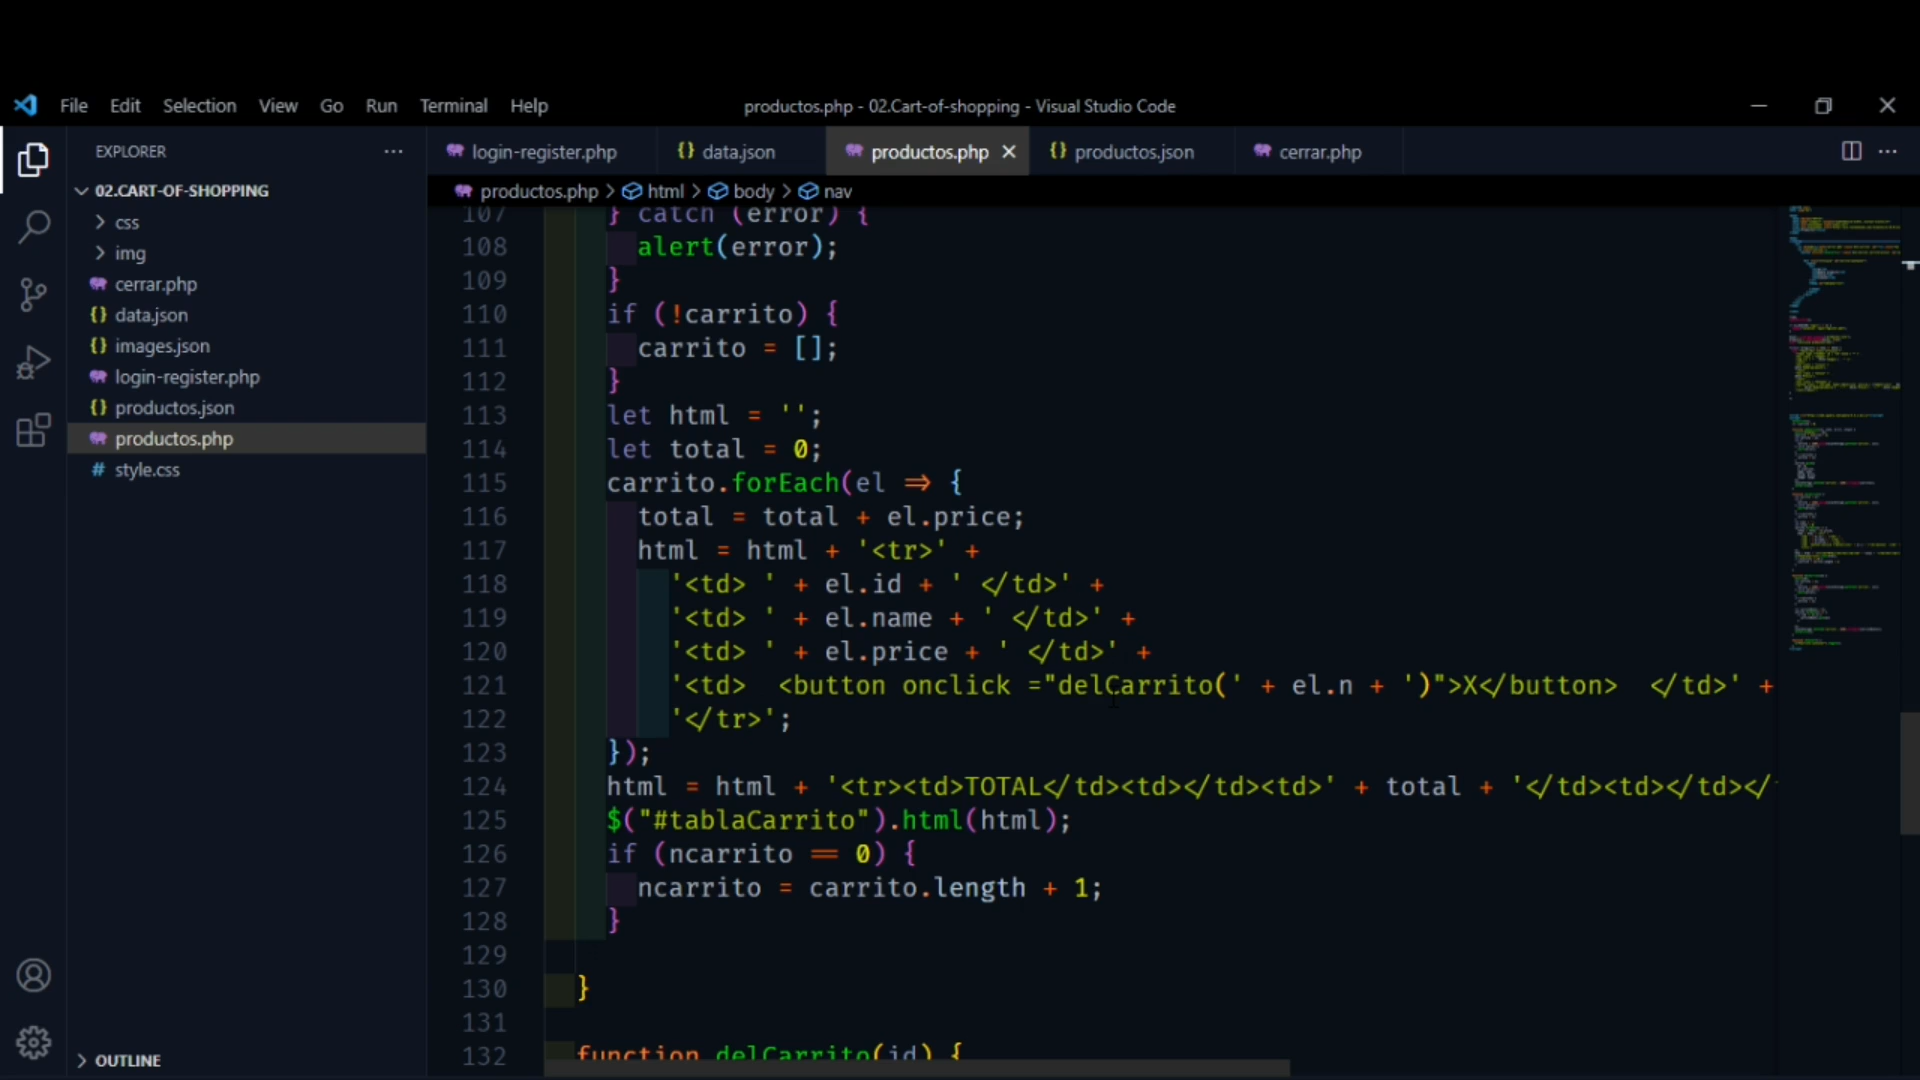 File Edit Selection View Go Run Terminal Help
productos.php - 02.Cart-of-shopping - Visual Studio Code
EXPLORER
login-register.php
data.json
productos.php
productos.json
cerrar.php
02.CART-OF-SHOPPING
css
img
cerrar.php
data.json
images.json
login-register.php
productos.json
productos.php
style.css
OUTLINE
productos.php > html > body > nav
107 } catch (error) {
108 alert(error);
109 }
110 if (!carrito) {
111 carrito = [];
112 }
113 let html = '';
114 let total = 0;
115 carrito.forEach(el => {
116 total = total + el.price;
117 html = html + '<tr>' +
118 '<td> ' + el.id + ' </td>' +
119 '<td> ' + el.name + ' </td>' +
120 '<td> ' + el.price + ' </td>' +
121 '<td>  <button onclick ="delCarrito(' + el.n + ')">X</button>  </td>' +
122 '</tr>';
123 });
124 html = html + '<tr><td>TOTAL</td><td></td><td>' + total + '</td><td></td></
125 $("#tablaCarrito").html(html);
126 if (ncarrito == 0) {
127 ncarrito = carrito.length + 1;
128 }
129
130 }
131
132 function delCarrito(id) {